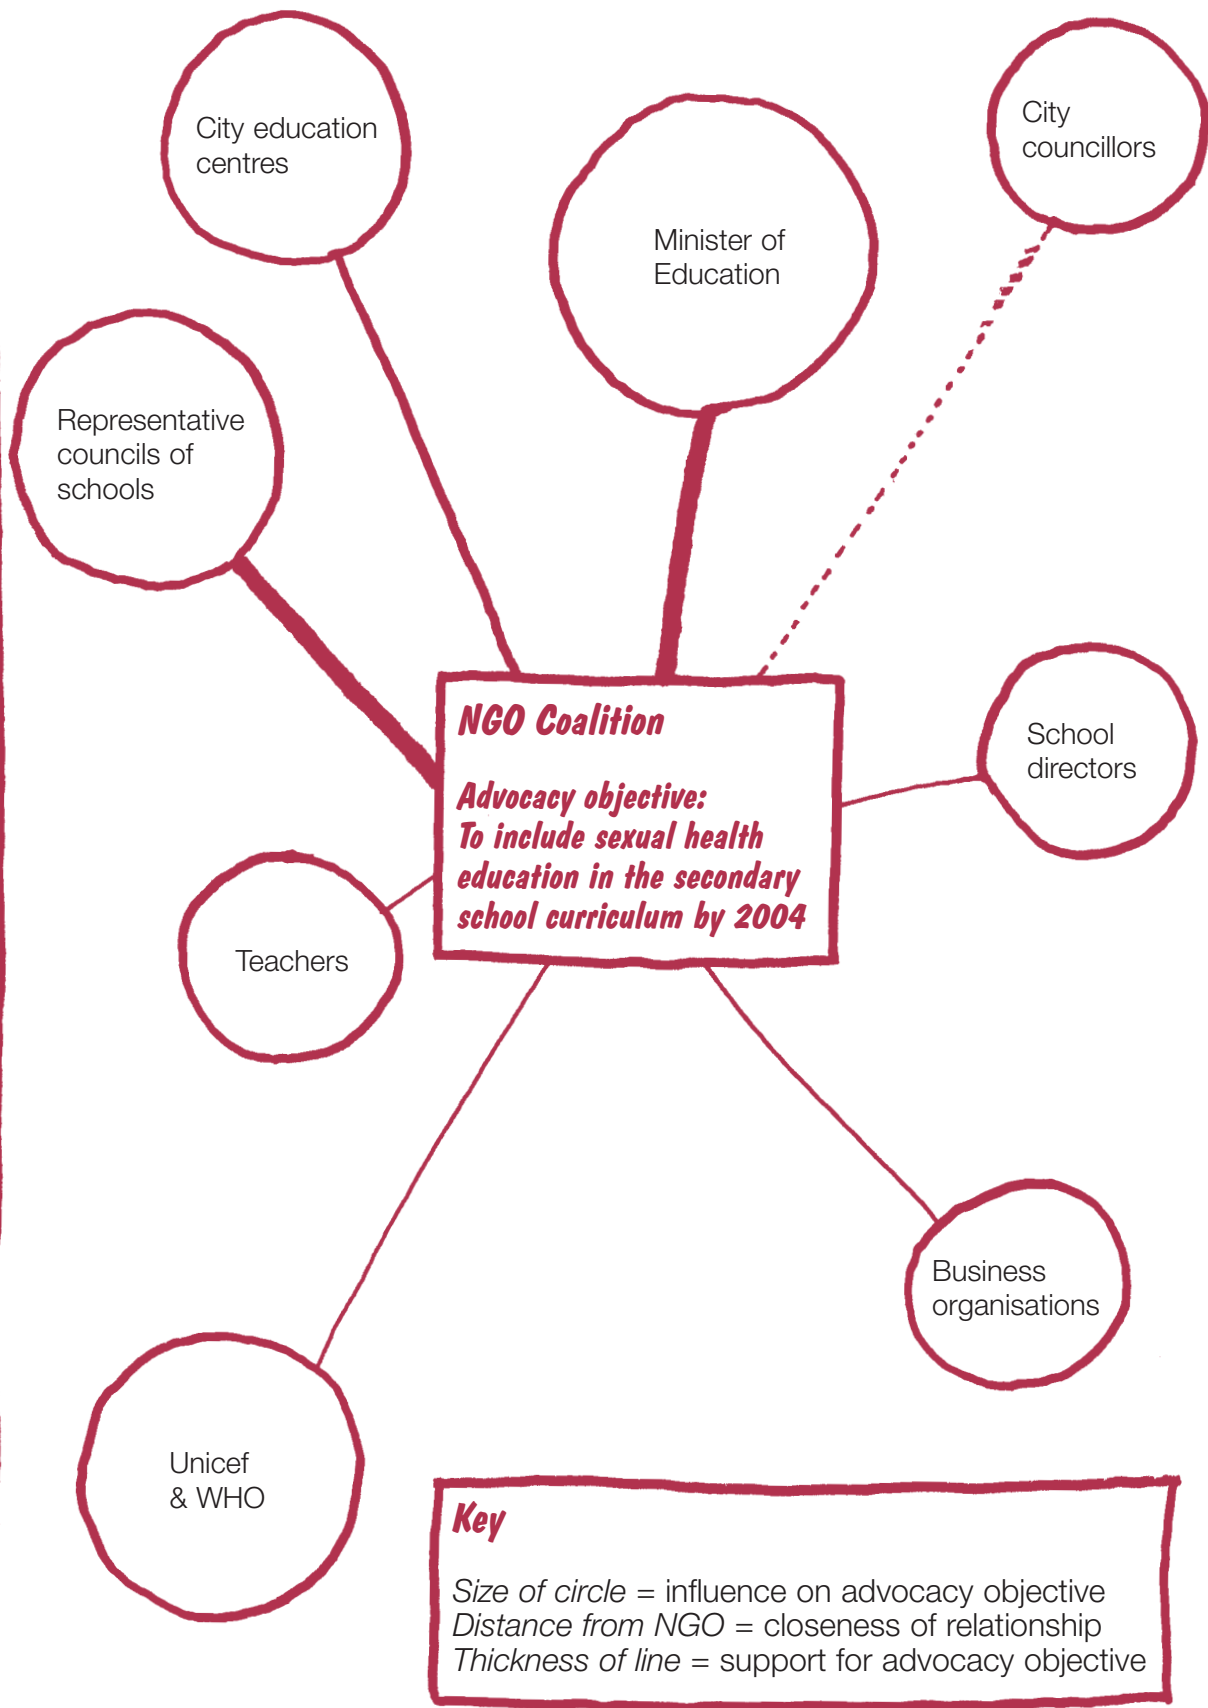 City education
centres
City
councillors
Minister of
Education
Representative
councils of
schools
NGO Coalition
Advocacy objective:
To include sexual health
education in the secondary
school curriculum by 2004
School
directors
Teachers
Business
organisations
Unicef
& WHO
Key
Size of circle = influence on advocacy objective
Distance from NGO = closeness of relationship
Thickness of line = support for advocacy objective